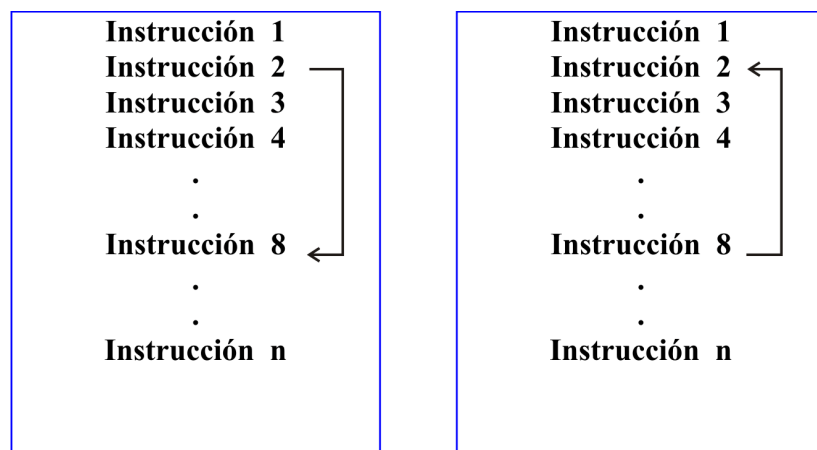 Instrucción 1
Instrucción 2
Instrucción 3
Instrucción 4
.
.
Instrucción 8
.
.
Instrucción n
Instrucción 1
Instrucción 2
Instrucción 3
Instrucción 4
.
.
Instrucción 8
.
.
Instrucción n